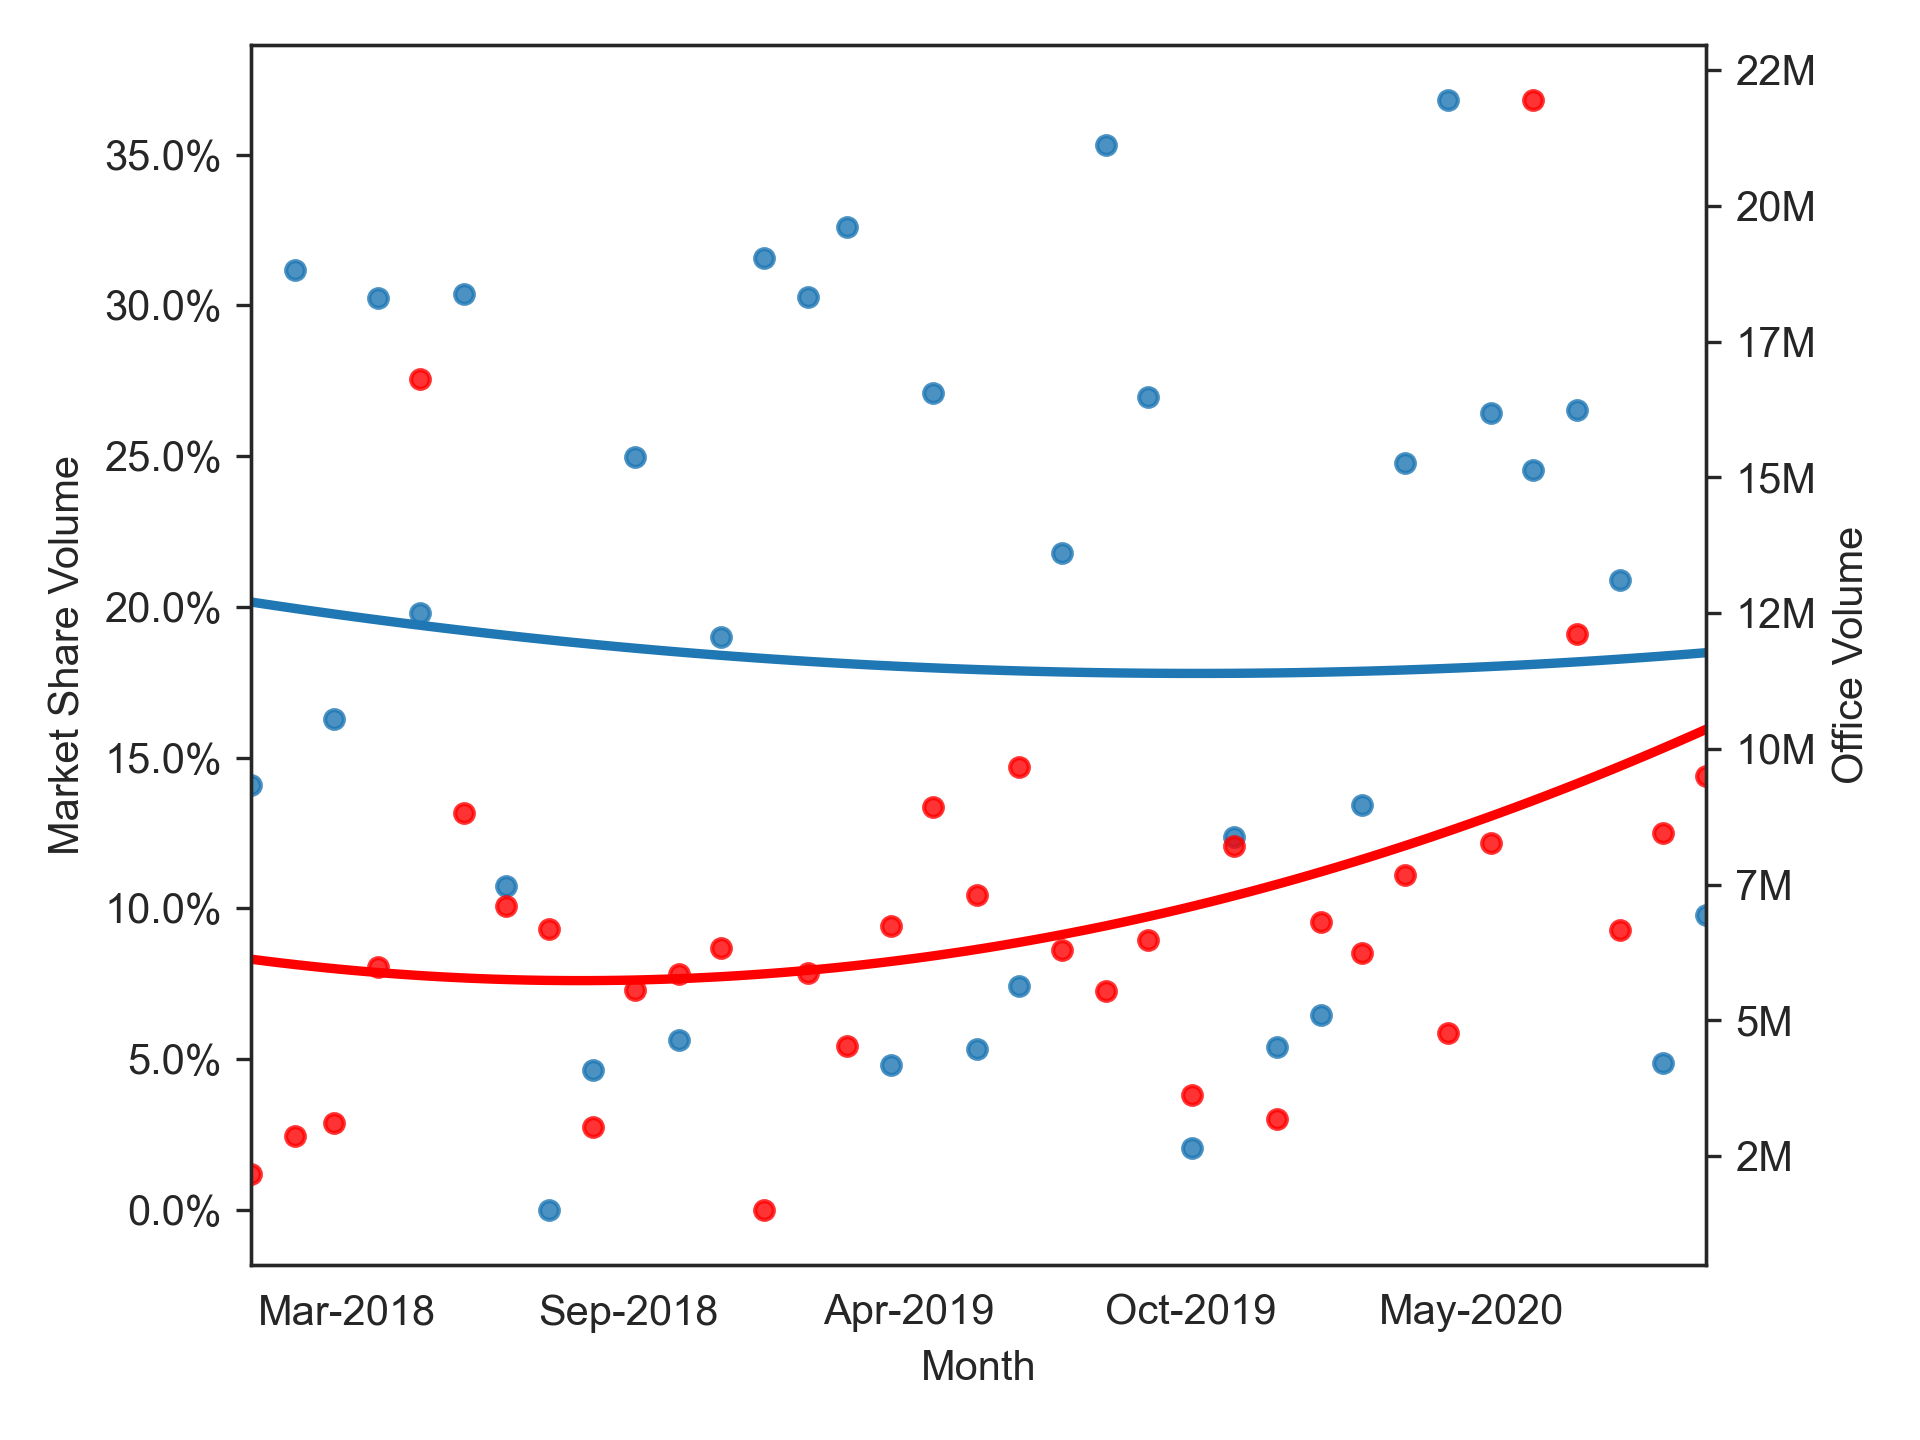 Market Share Volume
35.0%
30.0%
25.0%
20.0%
15.0%
10.0%
5.0%
0.0%
22M
20M
17M
15M
12M
10M
7M
5M
2M
Office Volume
Mar-2018
Sep-2018
Apr-2019
Oct-2019
May-2020
Month